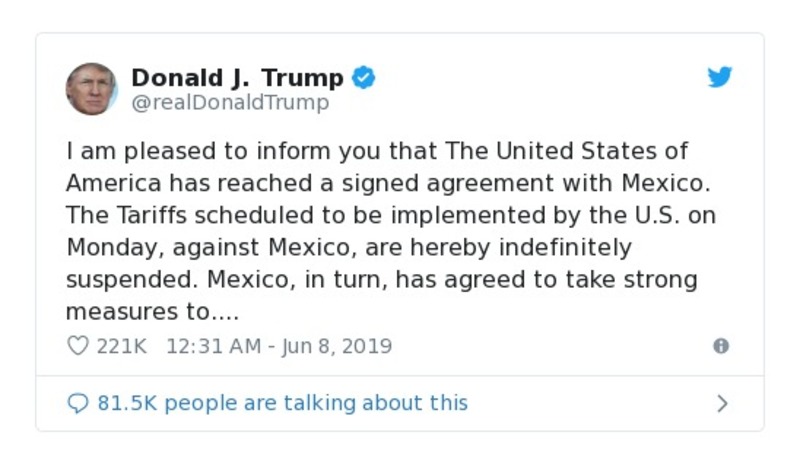 Donald J. Trump
@realDonaldTrump
I am pleased to inform you that The United States of
America has reached a signed agreement with Mexico.
The Tariffs scheduled to be implemented by the U.S. on
Monday, against Mexico, are hereby indefinitely
suspended. Mexico, in turn, has agreed to take strong
measures to....
221K 12:31 AM - Jun 8, 2019
81.5K people are talking about this